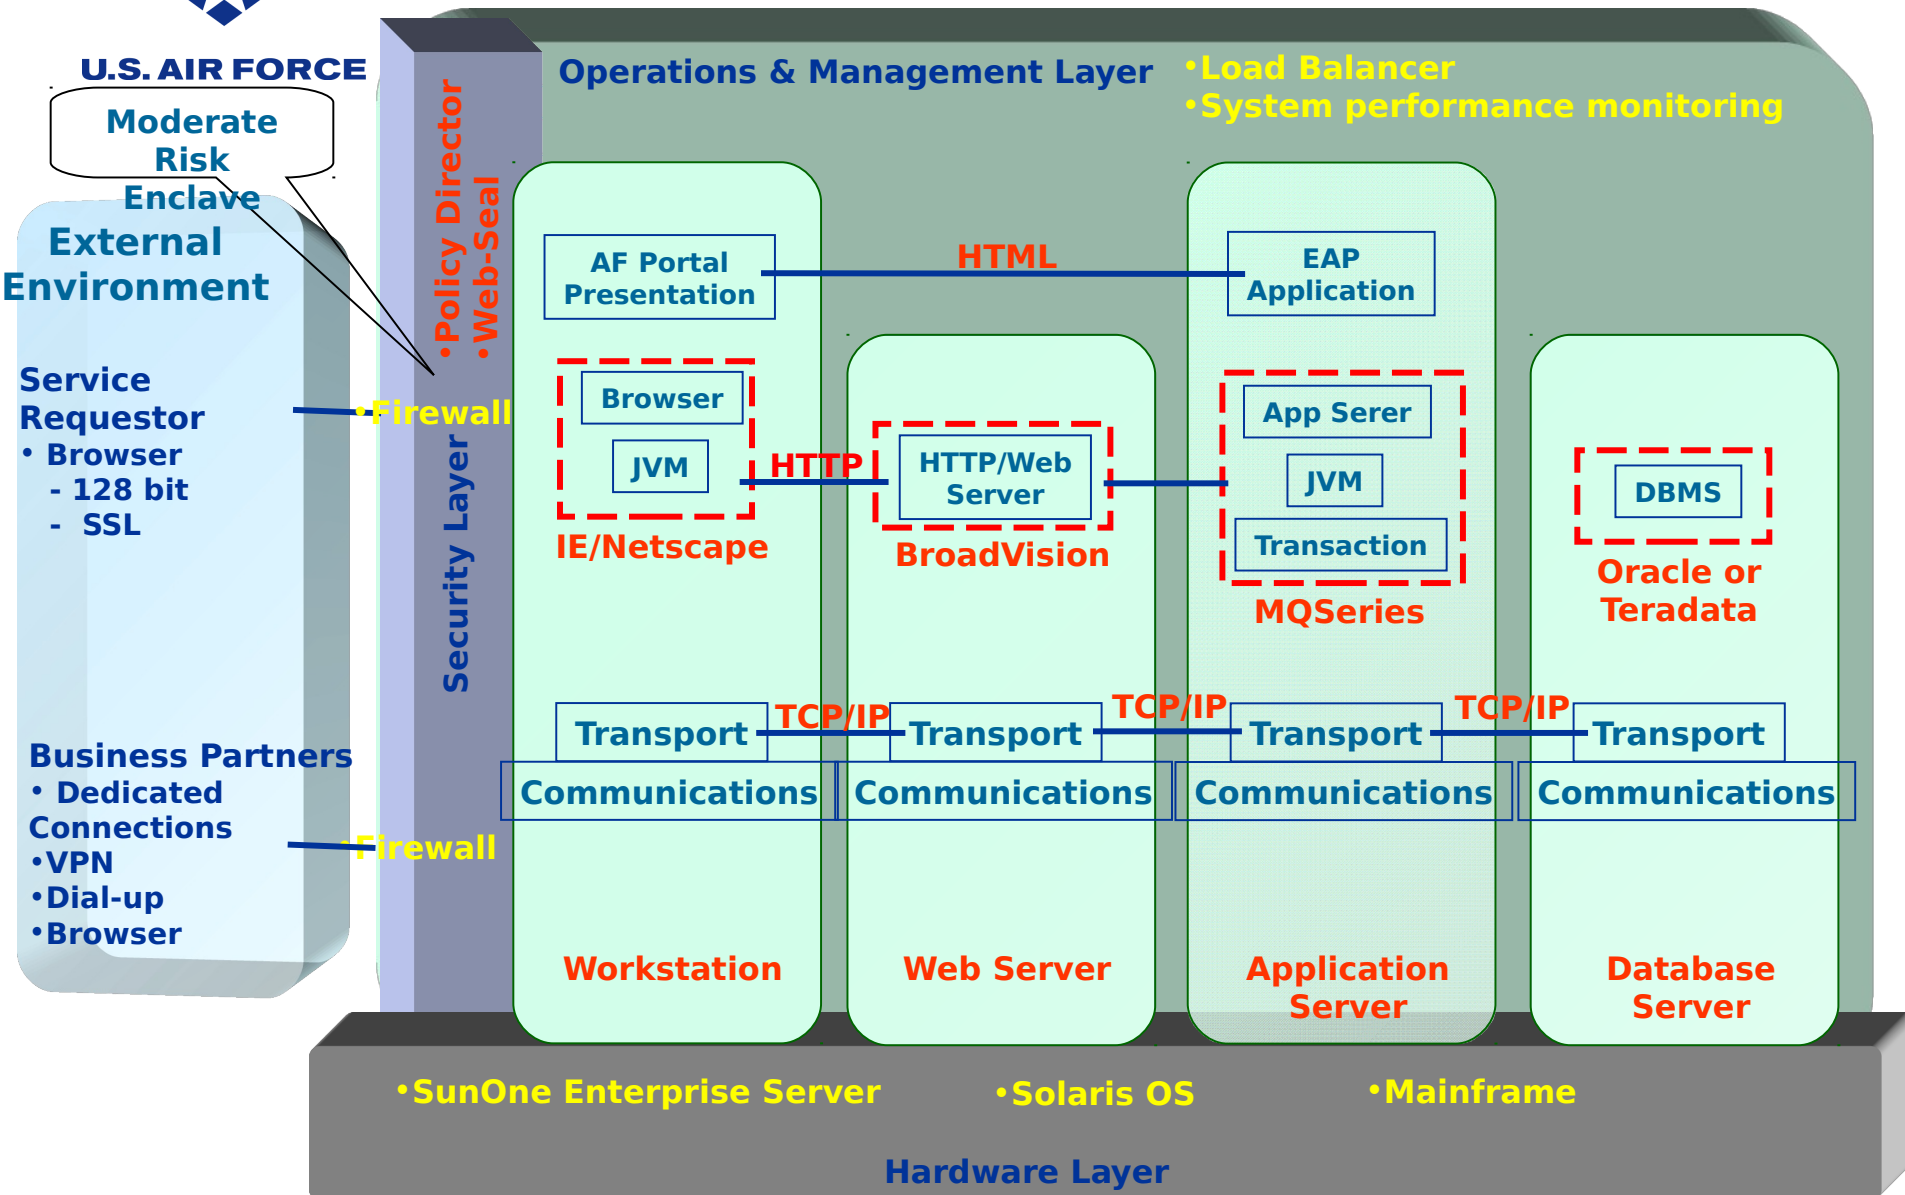 U.S. AIR FORCE
Moderate
Risk
Enclave
External
Environment
Service
Requestor
• Browser
- 128 bit
- SSL
Business Partners
• Dedicated
Connections
•VPN
•Dial-up
•Browser
•Policy Director
•Web-Seal
•Firewall
Security Layer
•Firewall
Operations & Management Layer
•Load Balancer
•System performance monitoring
AF Portal
Presentation
HTML
EAP
Application
Browser
JVM
IE/Netscape
HTTP
HTTP/Web
Server
BroadVision
App Serer
JVM
Transaction
MQSeries
DBMS
Oracle or
Teradata
Transport
TCP/IP
Transport
TCP/IP
Transport
TCP/IP
Transport
Communications
Communications
Communications
Communications
Workstation
Web Server
Application
Server
Database
Server
•SunOne Enterprise Server
•Solaris OS
•Mainframe
Hardware Layer